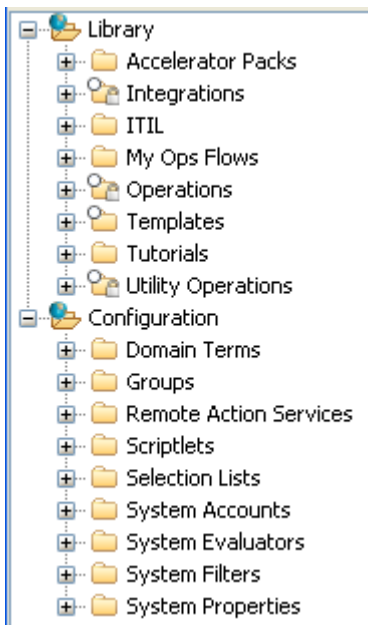 Library
Accelerator Packs
Integrations
ITIL
My Ops Flows
Operations
Templates
Tutorials
Utility Operations
Configuration
Domain Terms
Groups
Remote Action Services
Scriptlets
Selection Lists
System Accounts
System Evaluators
System Filters
System Properties